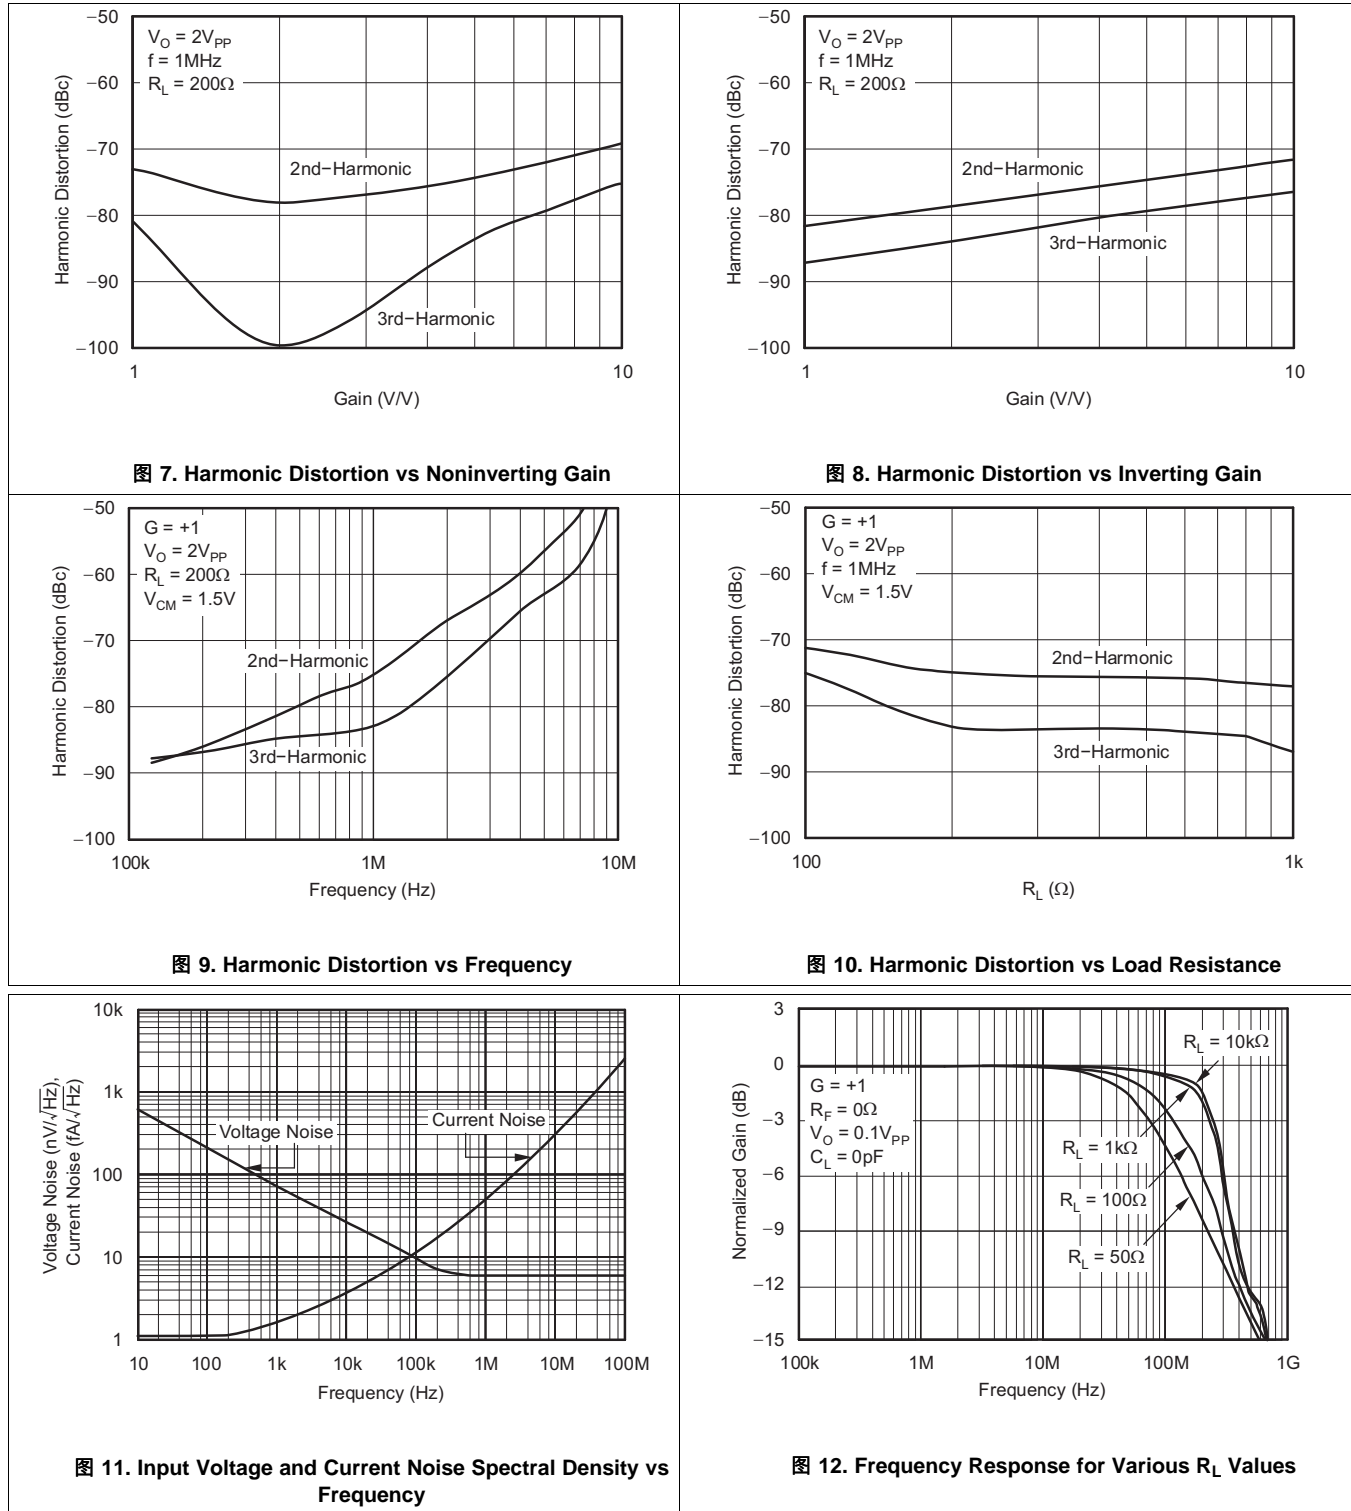 −50
−60
−70
−80
−90
−100
Harmonic Distortion (dBc)
V_O = 2V_PP
f = 1MHz
R_L = 200Ω
2nd−Harmonic
3rd−Harmonic
1
10
Gain (V/V)
图 7. Harmonic Distortion vs Noninverting Gain
−50
−60
−70
−80
−90
−100
Harmonic Distortion (dBc)
V_O = 2V_PP
f = 1MHz
R_L = 200Ω
2nd−Harmonic
3rd−Harmonic
1
10
Gain (V/V)
图 8. Harmonic Distortion vs Inverting Gain
−50
−60
−70
−80
−90
−100
Harmonic Distortion (dBc)
G = +1
V_O = 2V_PP
R_L = 200Ω
V_CM = 1.5V
2nd−Harmonic
3rd−Harmonic
100k
1M
10M
Frequency (Hz)
图 9. Harmonic Distortion vs Frequency
−50
−60
−70
−80
−90
−100
Harmonic Distortion (dBc)
G = +1
V_O = 2V_PP
f = 1MHz
V_CM = 1.5V
2nd−Harmonic
3rd−Harmonic
100
1k
R_L (Ω)
图 10. Harmonic Distortion vs Load Resistance
10k
1k
100
10
1
Voltage Noise (nV/√Hz),
Current Noise (fA/√Hz)
Voltage Noise
Current Noise
10
100
1k
10k
100k
1M
10M
100M
Frequency (Hz)
图 11. Input Voltage and Current Noise Spectral Density vs
Frequency
3
0
−3
−6
−9
−12
−15
Normalized Gain (dB)
G = +1
R_F = 0Ω
V_O = 0.1V_PP
C_L = 0pF
R_L = 10kΩ
R_L = 1kΩ
R_L = 100Ω
R_L = 50Ω
100k
1M
10M
100M
1G
Frequency (Hz)
图 12. Frequency Response for Various R_L Values